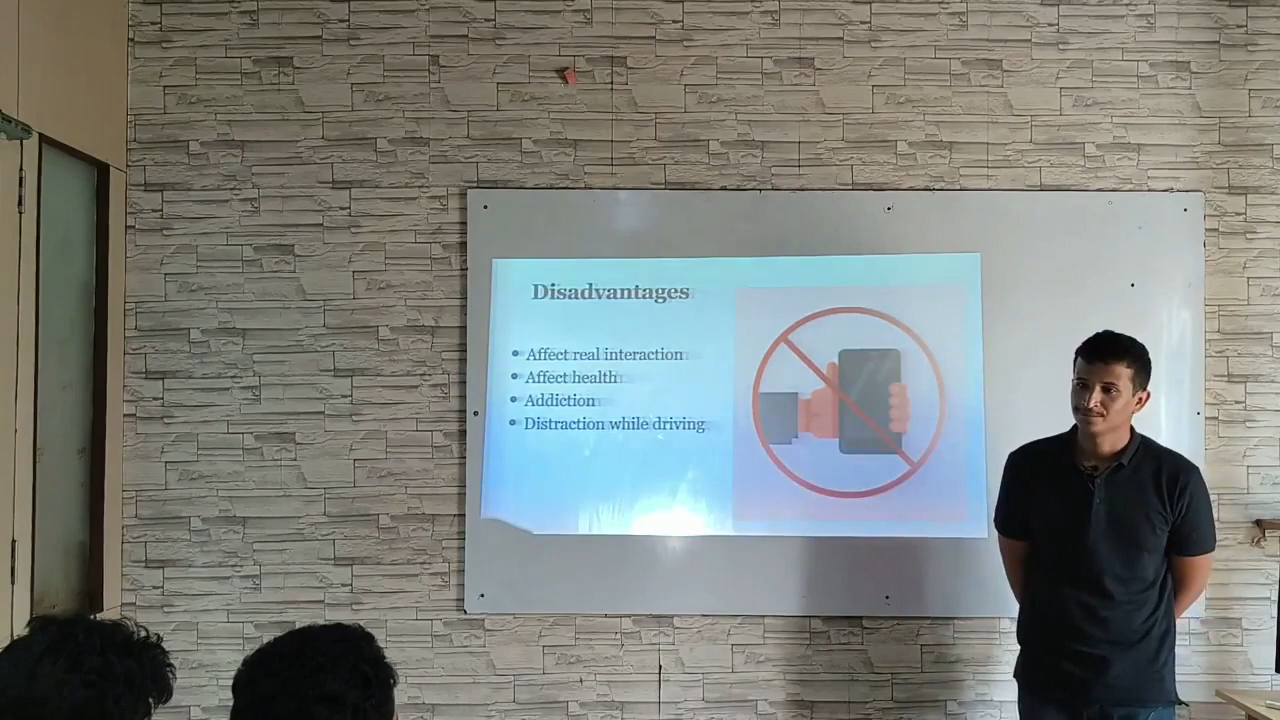 Disadvantages
Affect real interaction
Affect health
Addiction
Distraction while driving